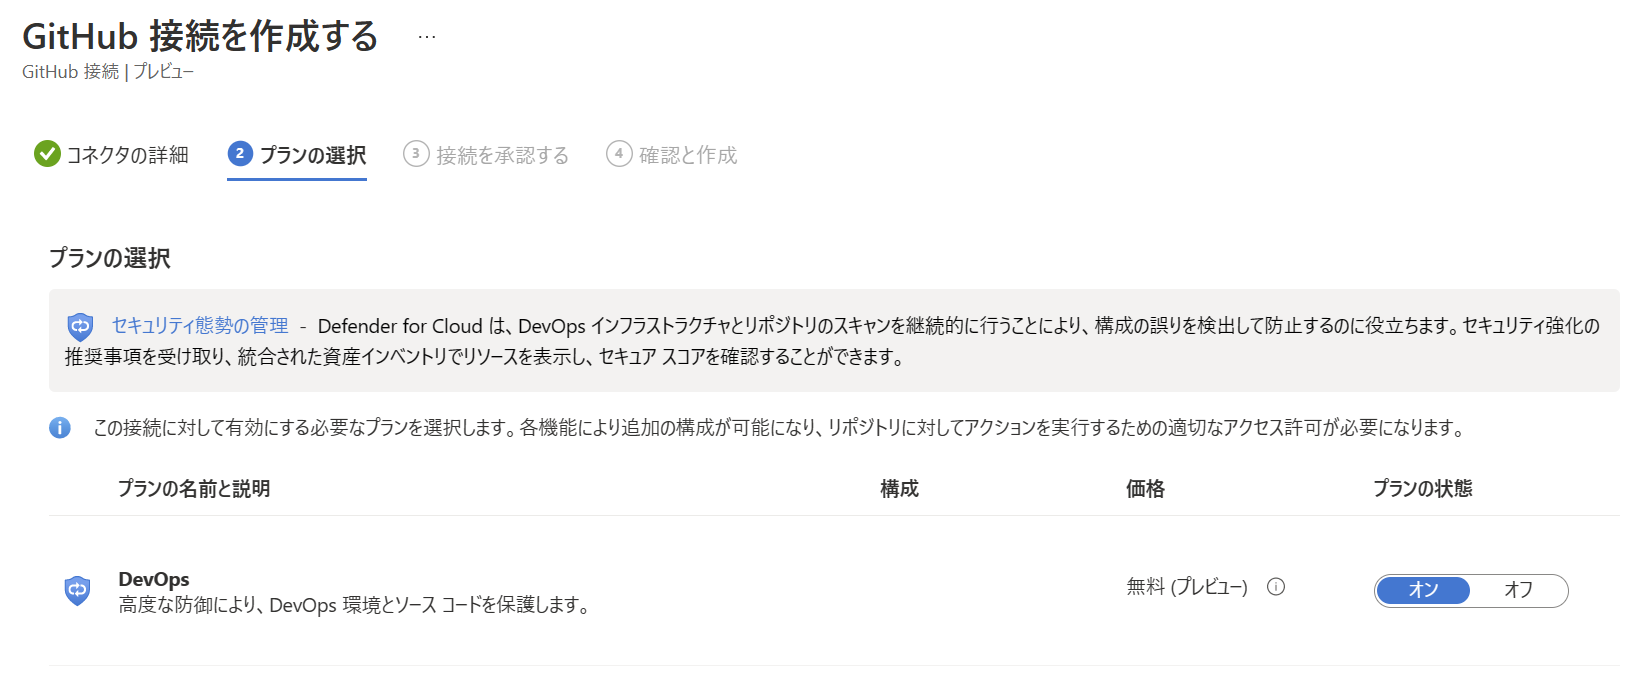 GitHub 接続を作成する ...
GitHub 接続 | プレビュー
コネクタの詳細 2 プランの選択 3 接続を承認する 4 確認と作成
プランの選択
セキュリティ態勢の管理 - Defender for Cloud は、DevOps インフラストラクチャとリポジトリのスキャンを継続的に行うことにより、構成の誤りを検出して防止するのに役立ちます。セキュリティ強化の
推奨事項を受け取り、統合された資産インベントリでリソースを表示し、セキュア スコアを確認することができます。
この接続に対して有効にする必要なプランを選択します。各機能により追加の構成が可能になり、リポジトリに対してアクションを実行するための適切なアクセス許可が必要になります。
プランの名前と説明 構成 価格 プランの状態
DevOps
高度な防御により、DevOps 環境とソース コードを保護します。
無料 (プレビュー) オン オフ